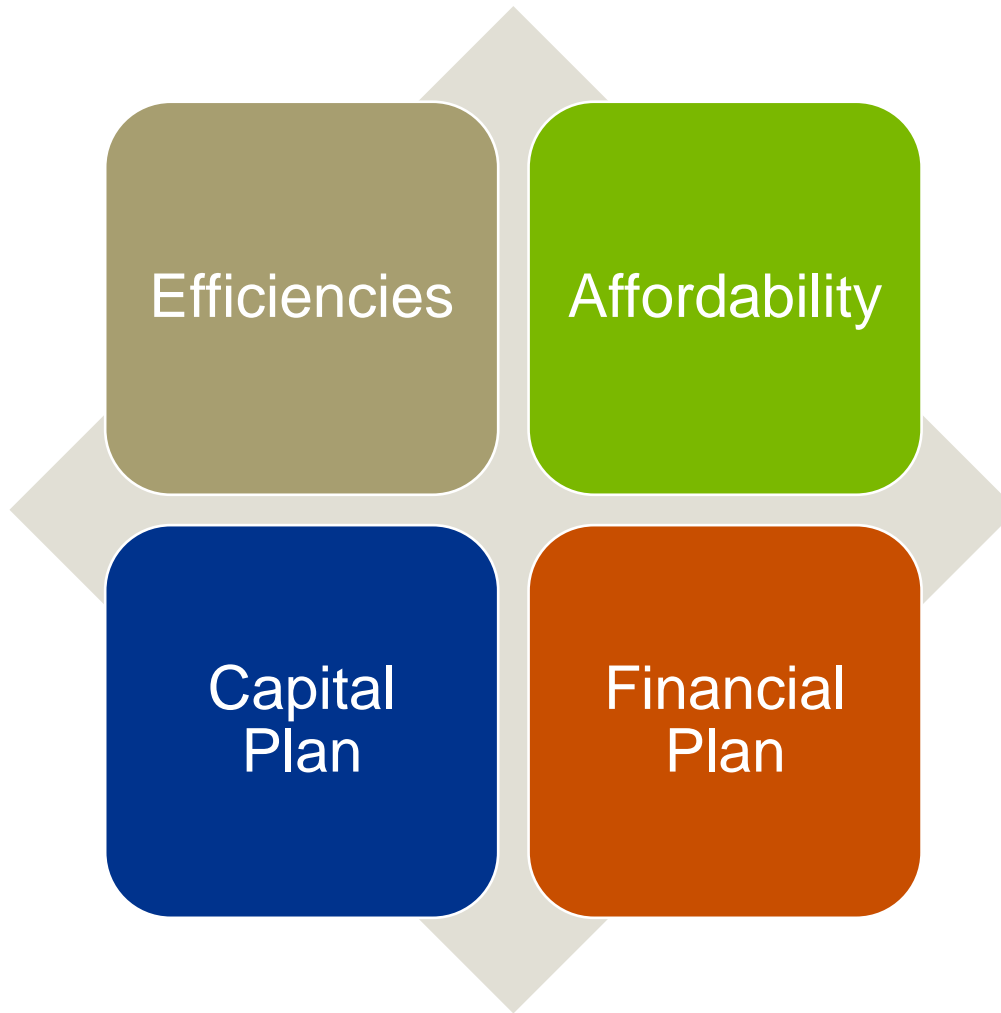 Efficiencies
Affordability
Capital
Plan
Financial
Plan